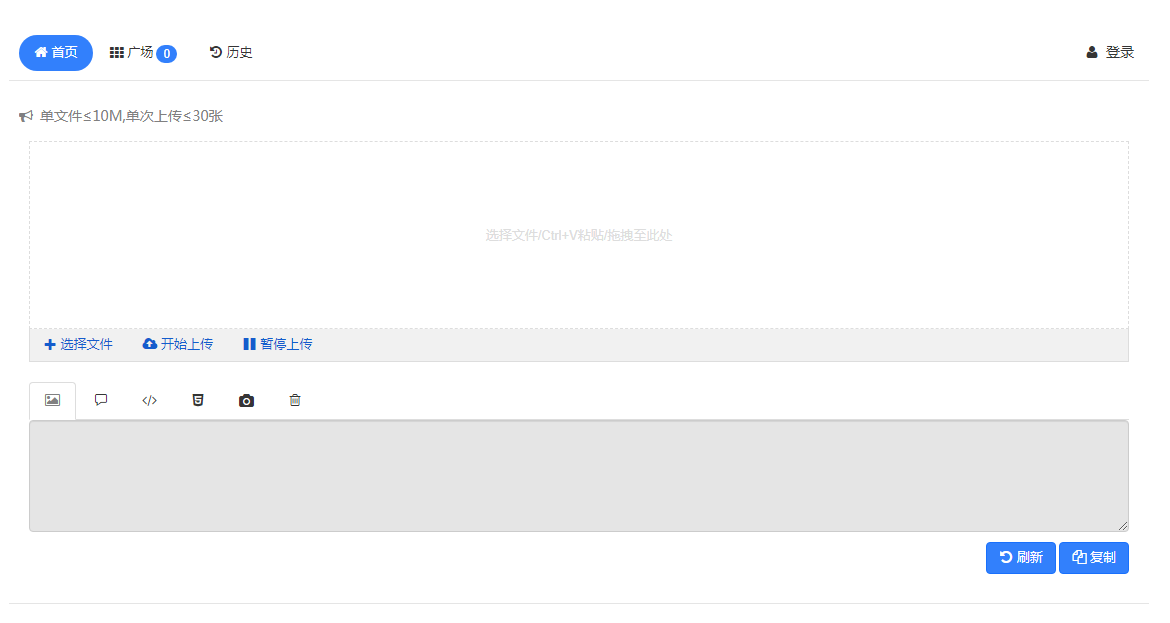 首页 广场 0 历史 登录
单文件≤10M,单次上传≤30张
选择文件/Ctrl+V粘贴/拖拽至此处
选择文件 开始上传 暂停上传
刷新 复制